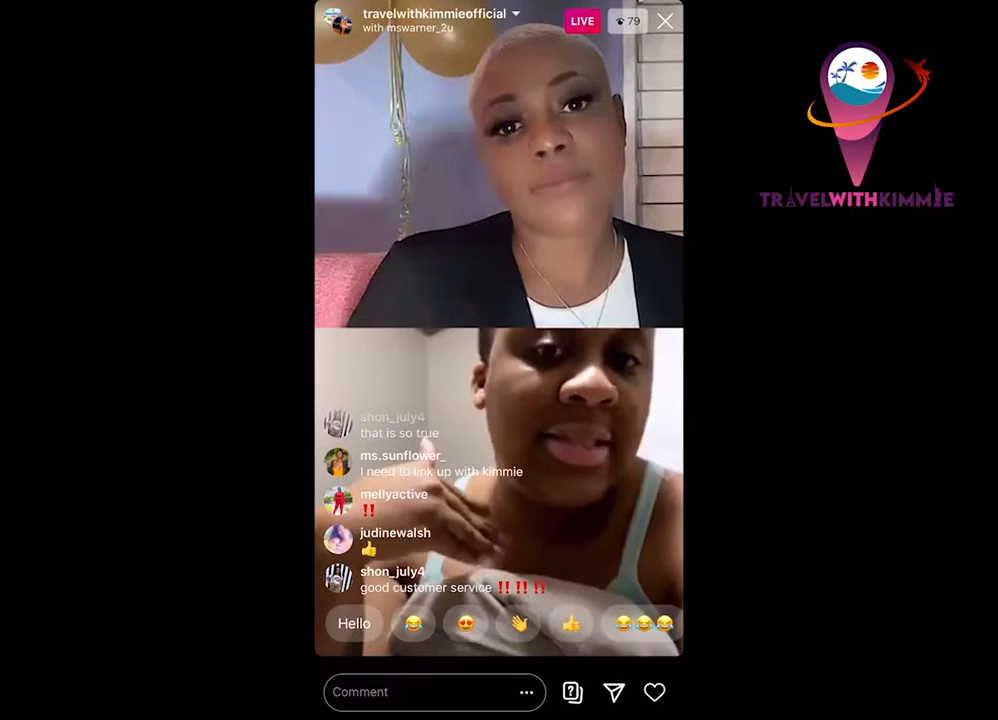 travelwithkimmieofficial
with mswarner_2u
LIVE
79
TRAVELWITHKIMMIE
shon_july4
that is so true
ms.sunflower_
I need to link up with kimmie
mellyactive
‼️
judinewalsh
👍
shon_july4
good customer service ‼️‼️‼️
Hello 😂 😍 👋 👍 😂😂😂
Comment